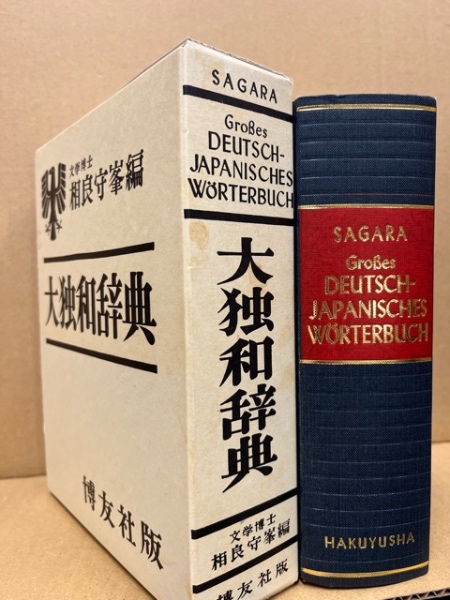 文学博士
相良守峯編
大独和辞典
博友社版
SAGARA
Großes
DEUTSCH-
JAPANISCHES
WÖRTERBUCH
大独和辞典
文学博士
相良守峯編
博友社版
SAGARA
Großes
DEUTSCH-
JAPANISCHES
WÖRTERBUCH
HAKUYUSHA